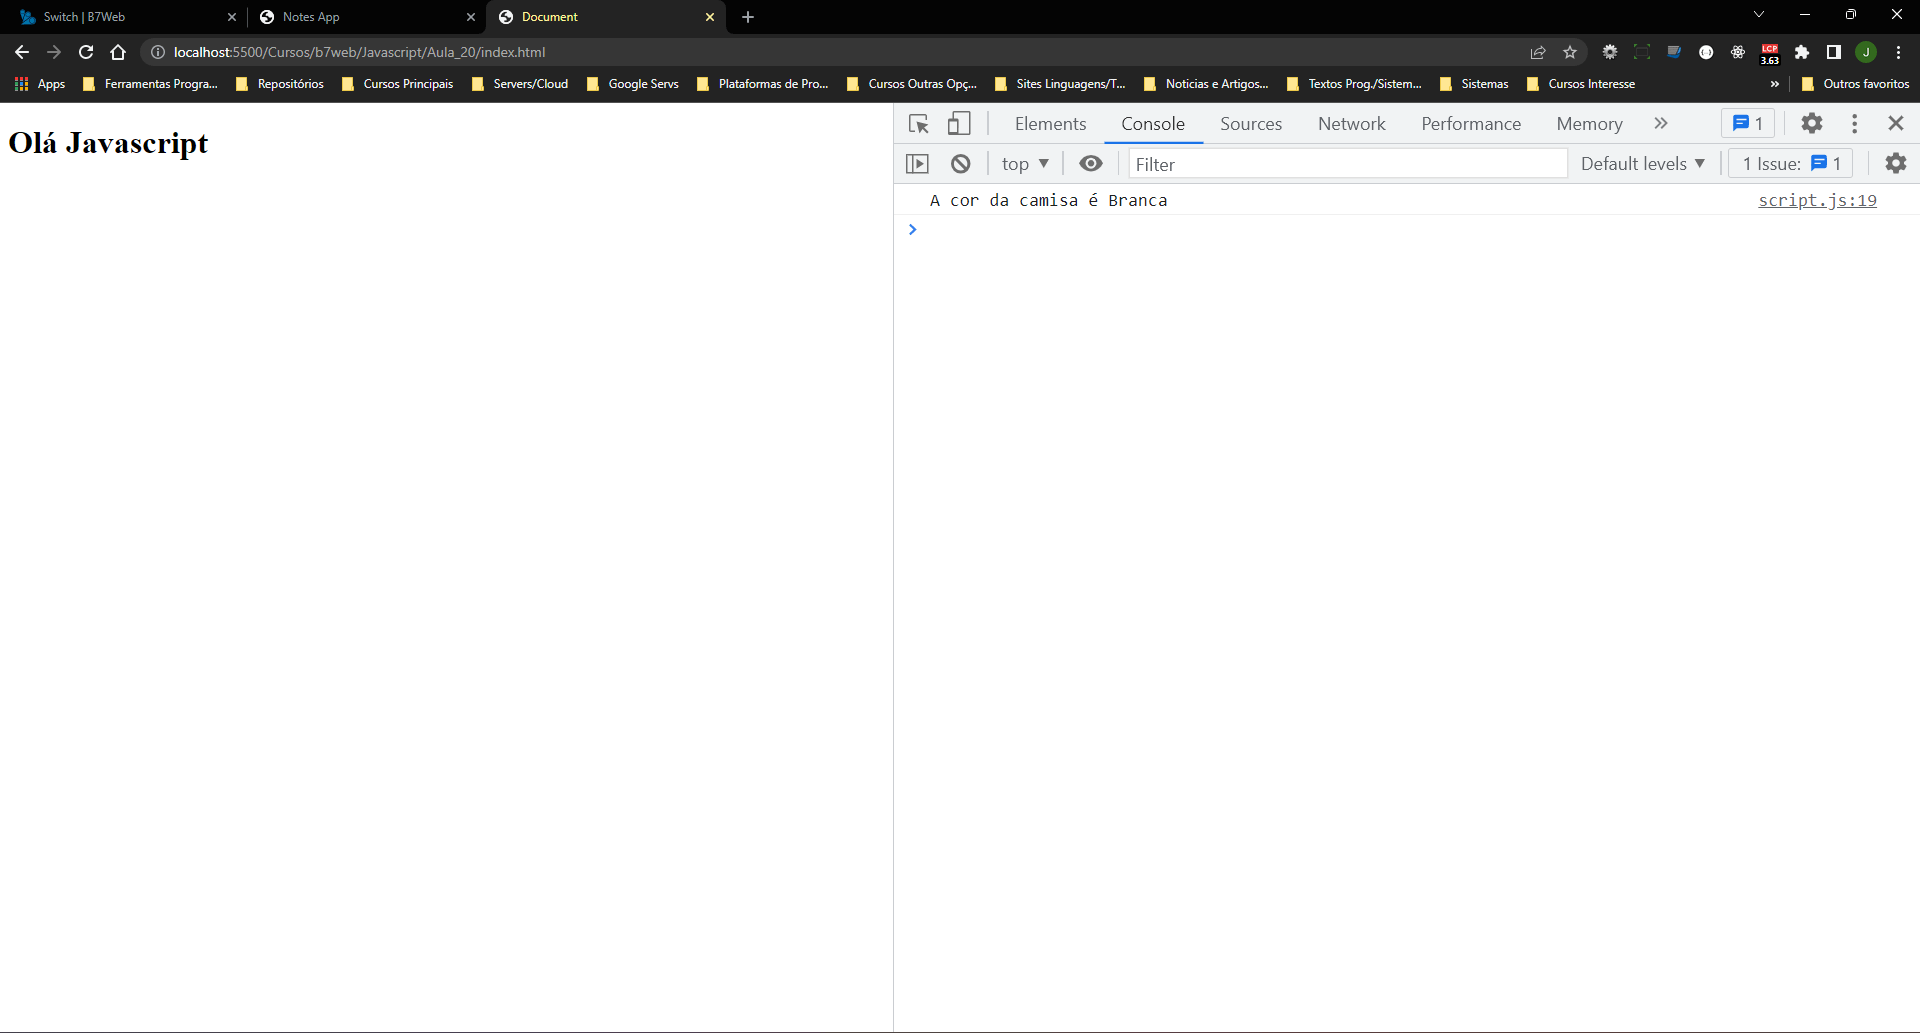 Switch | B7Web
Notes App
Document
localhost:5500/Cursos/b7web/Javascript/Aula_20/index.html
LCP
3.63
J
Apps
Ferramentas Progra...
Repositórios
Cursos Principais
Servers/Cloud
Google Servs
Plataformas de Pro...
Cursos Outras Opç...
Sites Linguagens/T...
Noticias e Artigos...
Textos Prog./Sistem...
Sistemas
Cursos Interesse
»
Outros favoritos
Olá Javascript
Elements
Console
Sources
Network
Performance
Memory
1
top
Filter
Default levels
1 Issue: 1
A cor da camisa é Branca
script.js:19